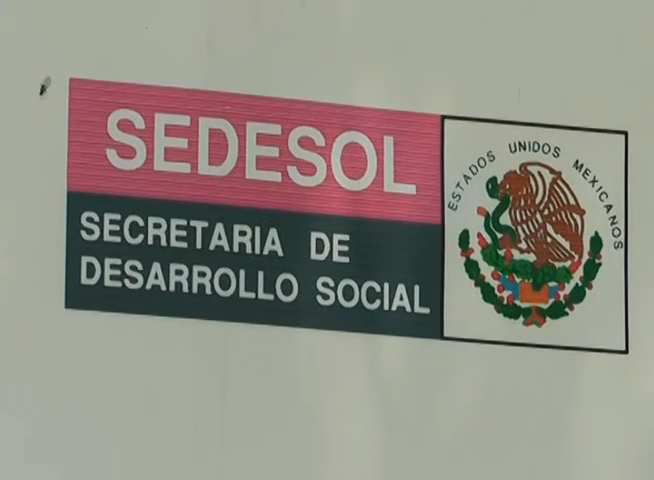 SEDESOL
SECRETARIA DE
DESARROLLO SOCIAL
ESTADOS UNIDOS MEXICANOS